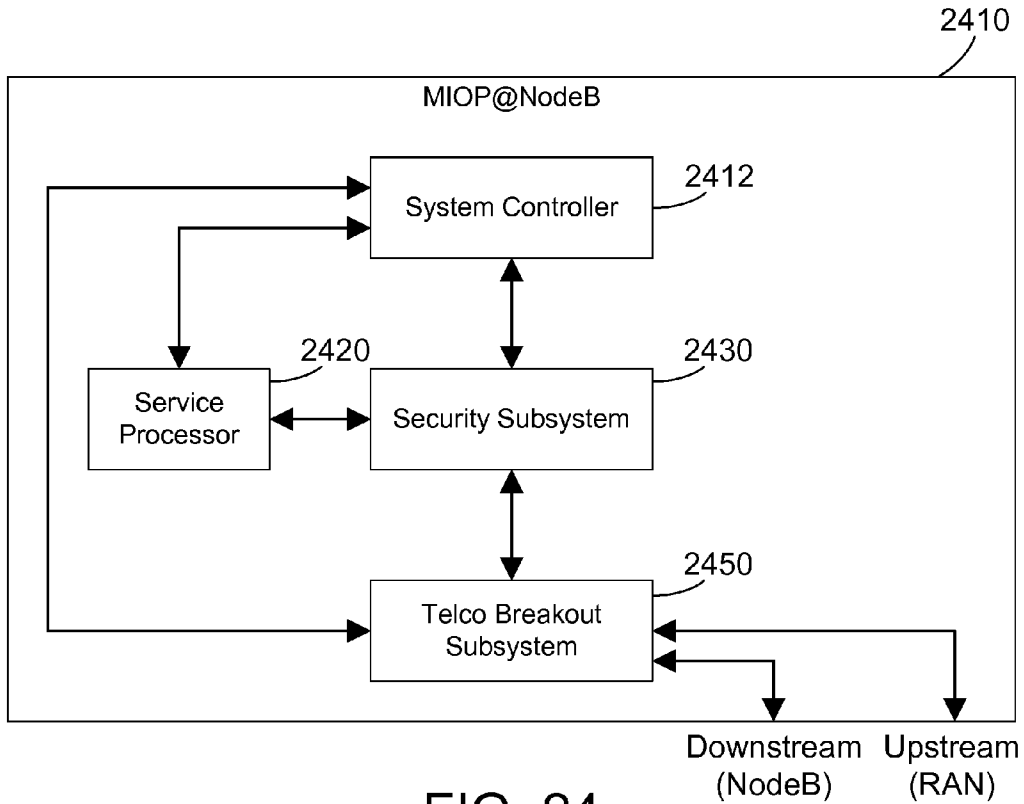 2410
MIOP@NodeB
2412
System Controller
2420
2430
Service
Processor
Security Subsystem
2450
Telco Breakout
Subsystem
Downstream
(NodeB)
Upstream
(RAN)
FIG. 24